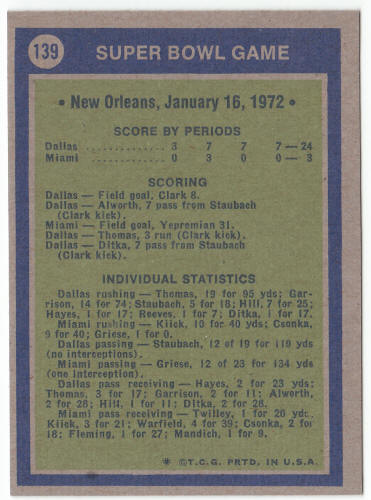 139
SUPER BOWL GAME
• New Orleans, January 16, 1972 •
SCORE BY PERIODS
Dallas .................... 3 7 7 7 — 24
Miami .................... 0 3 0 0 — 3
SCORING
Dallas — Field goal, Clark 8.
Dallas — Alworth, 7 pass from Staubach
(Clark kick).
Miami — Field goal, Yepremian 31.
Dallas — Thomas, 3 run (Clark kick).
Dallas — Ditka, 7 pass from Staubach
(Clark kick).
INDIVIDUAL STATISTICS
Dallas rushing — Thomas, 19 for 95 yds; Gar-
rison, 14 for 74; Staubach, 5 for 18; Hill, 7 for 25;
Hayes, 1 for 17; Reeves, 1 for 7; Ditka, 1 for 17.
Miami rushing — Kiick, 10 for 40 yds; Csonka,
9 for 40; Griese, 1 for 0.
Dallas passing — Staubach, 12 of 19 for 119 yds
(no interceptions).
Miami passing — Griese, 12 of 23 for 134 yds
(one interception).
Dallas pass receiving — Hayes, 2 for 23 yds;
Thomas, 3 for 17; Garrison, 2 for 11; Alworth,
2 for 28; Hill, 1 for 11; Ditka, 2 for 28.
Miami pass receiving — Twilley, 1 for 20 yds.
Kiick, 3 for 21; Warfield, 4 for 39; Csonka, 2 for
18; Fleming, 1 for 27; Mandich, 1 for 9.
* © T.C.G. PRTD. IN U.S.A.